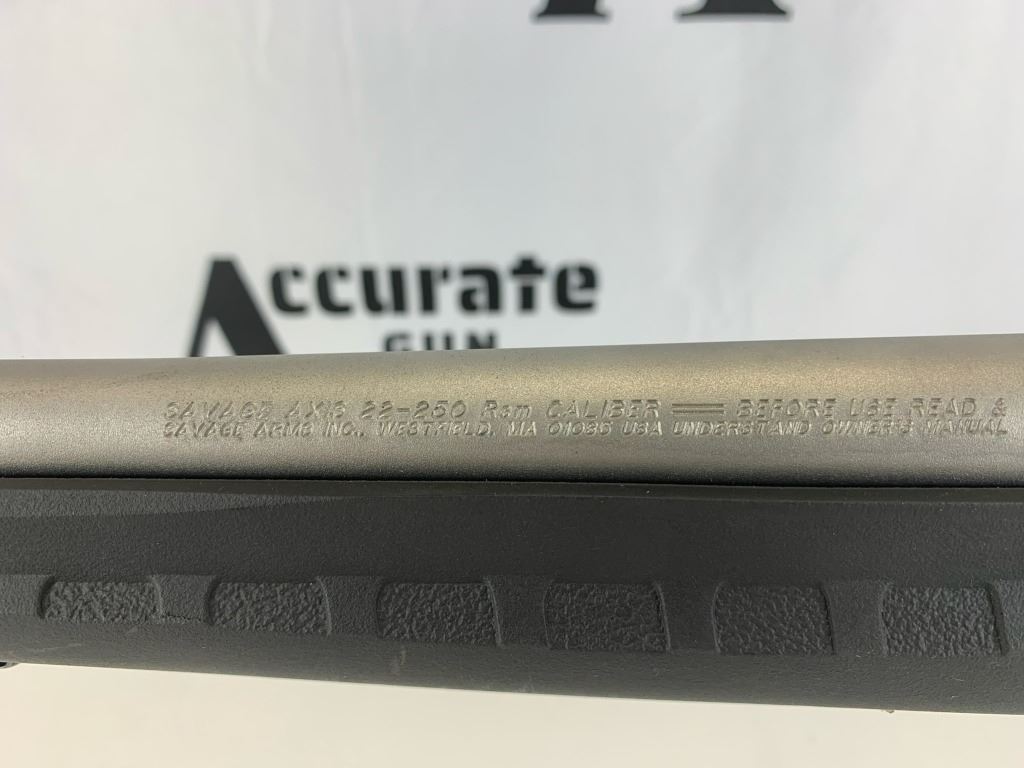 Accurate
GUN
SAVAGE AXIS 22-250 Rem CALIBER BEFORE USE READ &
SAVAGE ARMS INC., WESTFIELD, MA 01085 USA UNDERSTAND OWNER'S MANUAL